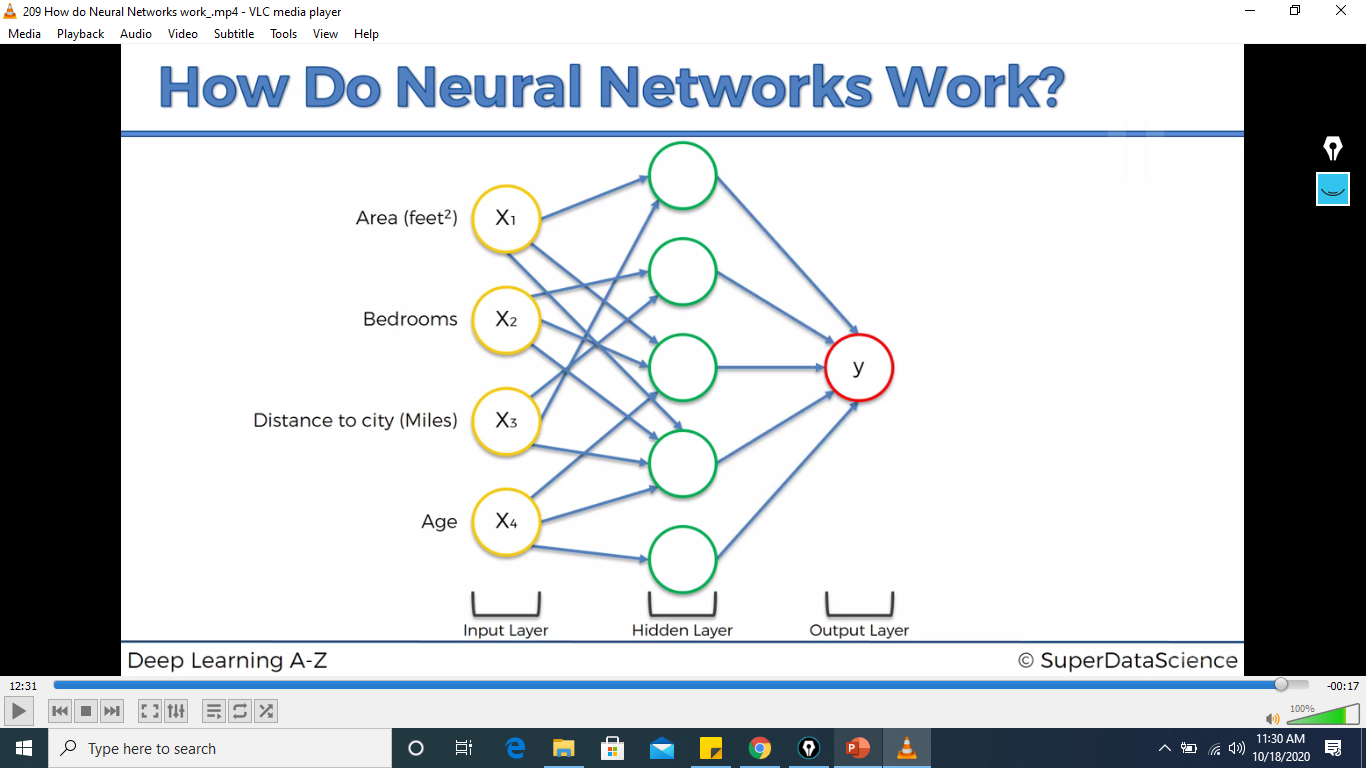 209 How do Neural Networks work_.mp4 - VLC media player
Media Playback Audio Video Subtitle Tools View Help
How Do Neural Networks Work?
Area (feet²) X1
Bedrooms X2
Distance to city (Miles) X3
Age X4
y
Input Layer Hidden Layer Output Layer
Deep Learning A-Z © SuperDataScience
12:31 -00:17
100%
Type here to search
11:30 AM
10/18/2020